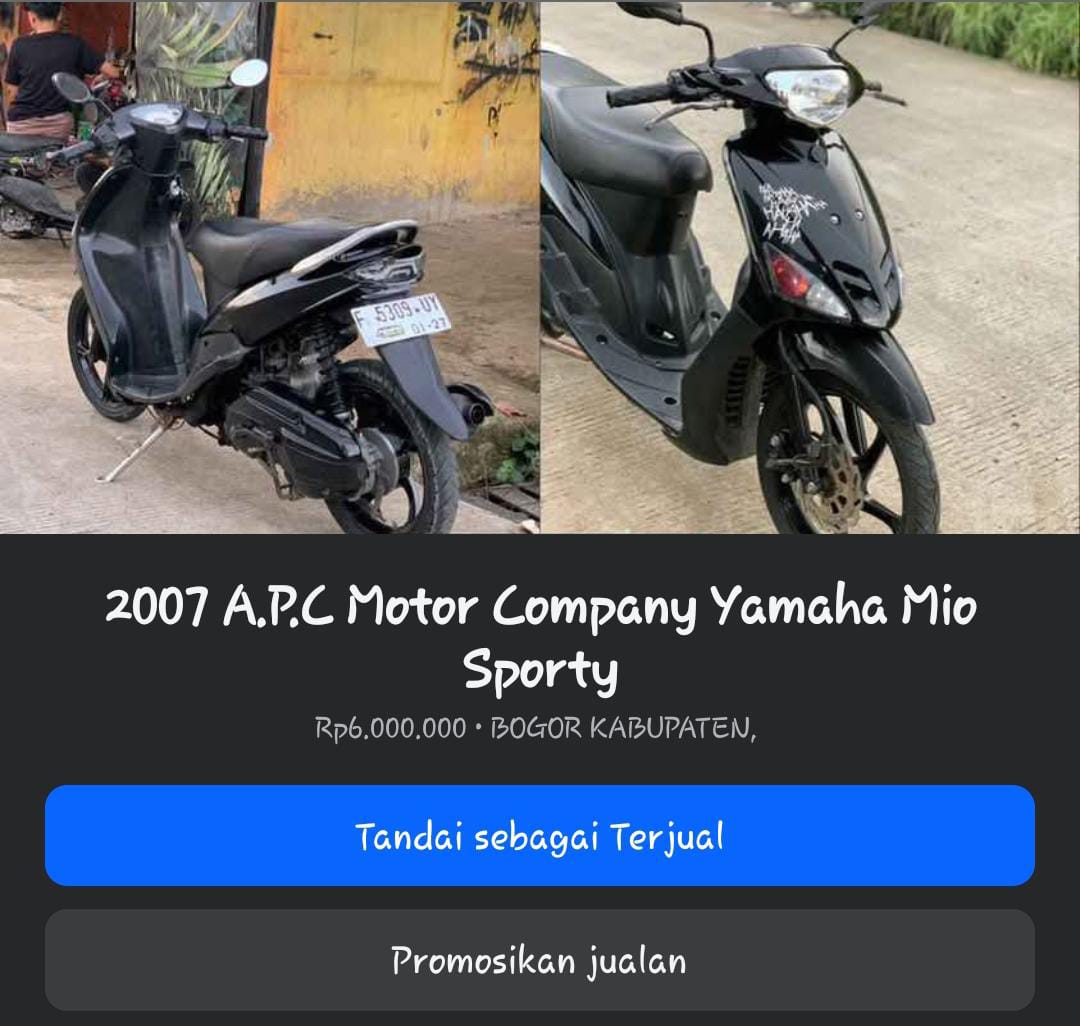 F 5309-UY
01-27
2007 A.P.C Motor Company Yamaha Mio
Sporty
Rp6.000.000 • BOGOR KABUPATEN,
Tandai sebagai Terjual
Promosikan jualan